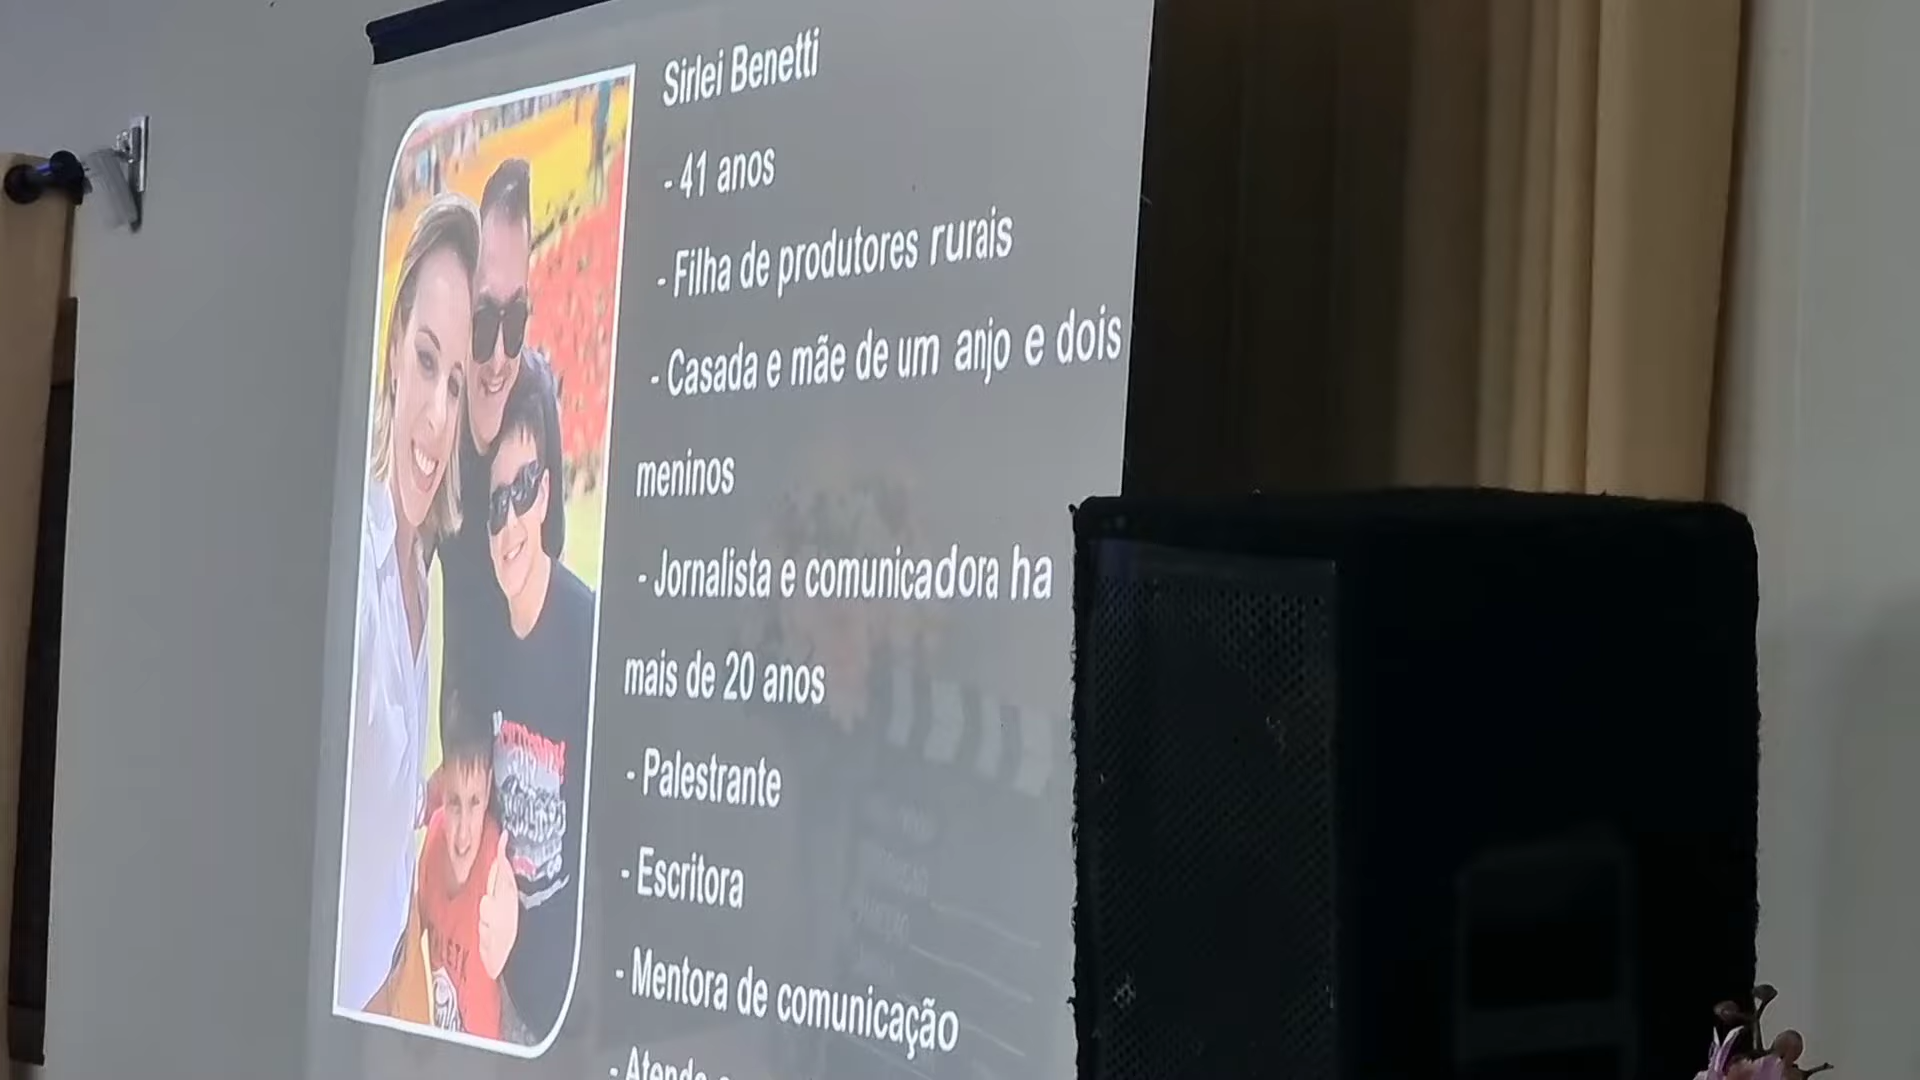 Sirlei Benetti
- 41 anos
- Filha de produtores rurais
- Casada e mãe de um anjo e dois
meninos
- Jornalista e comunicadora ha
mais de 20 anos
- Palestrante
- Escritora
- Mentora de comunicação